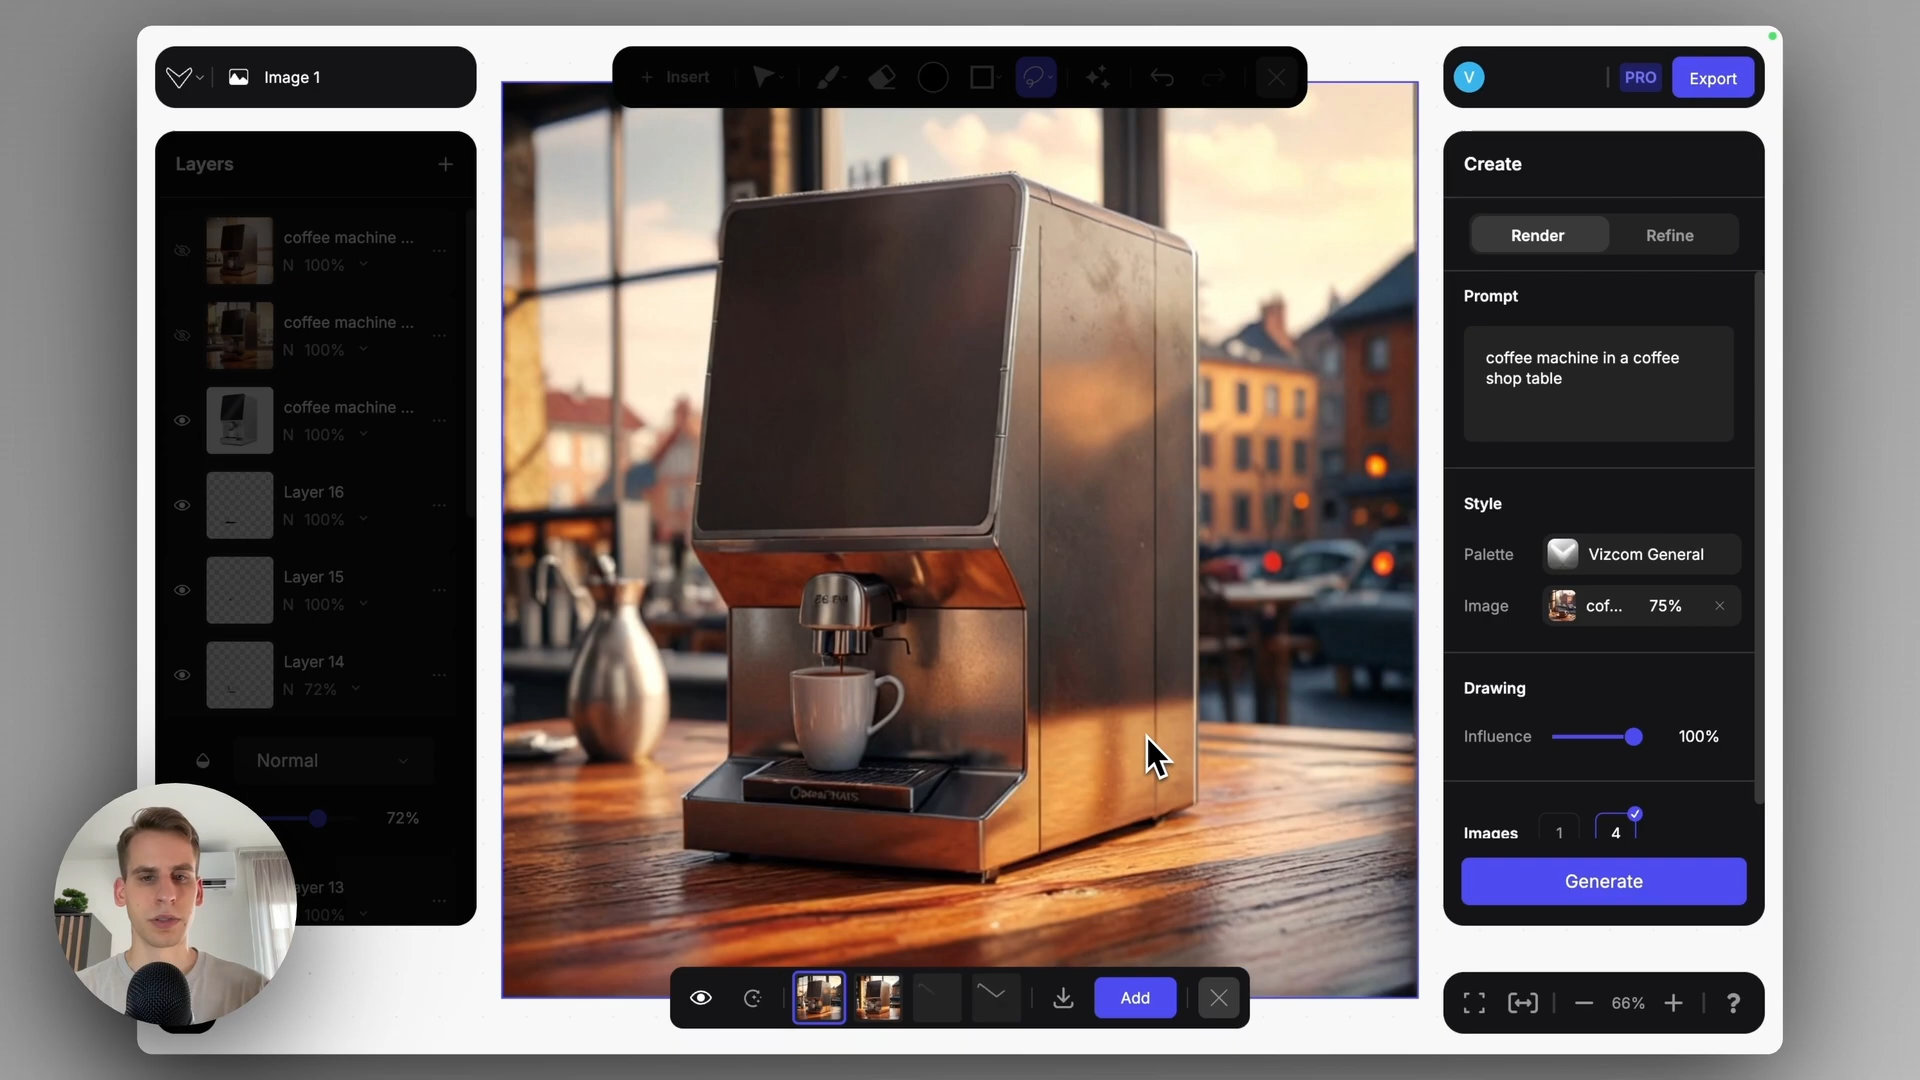 Image 1
Insert
V
PRO
Export
Layers
coffee machine ...
N 100%
coffee machine ...
N 100%
coffee machine ...
N 100%
Layer 16
N 100%
Layer 15
N 100%
Layer 14
N 72%
Normal
72%
ayer 13
100%
Create
Render
Refine
Prompt
coffee machine in a coffee
shop table
Style
Palette
Vizcom General
Image
cof...
75%
Drawing
Influence
100%
Images
1
4
Generate
Add
66%
?